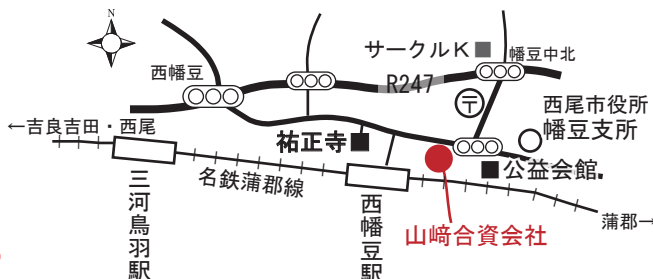 N
サークルK
幡豆中北
西幡豆
R247
〒
西尾市役所
幡豆支所
←吉良吉田・西尾
祐正寺
公益会館
名鉄蒲郡線
三河鳥羽駅
西幡豆駅
山﨑合資会社
蒲郡→